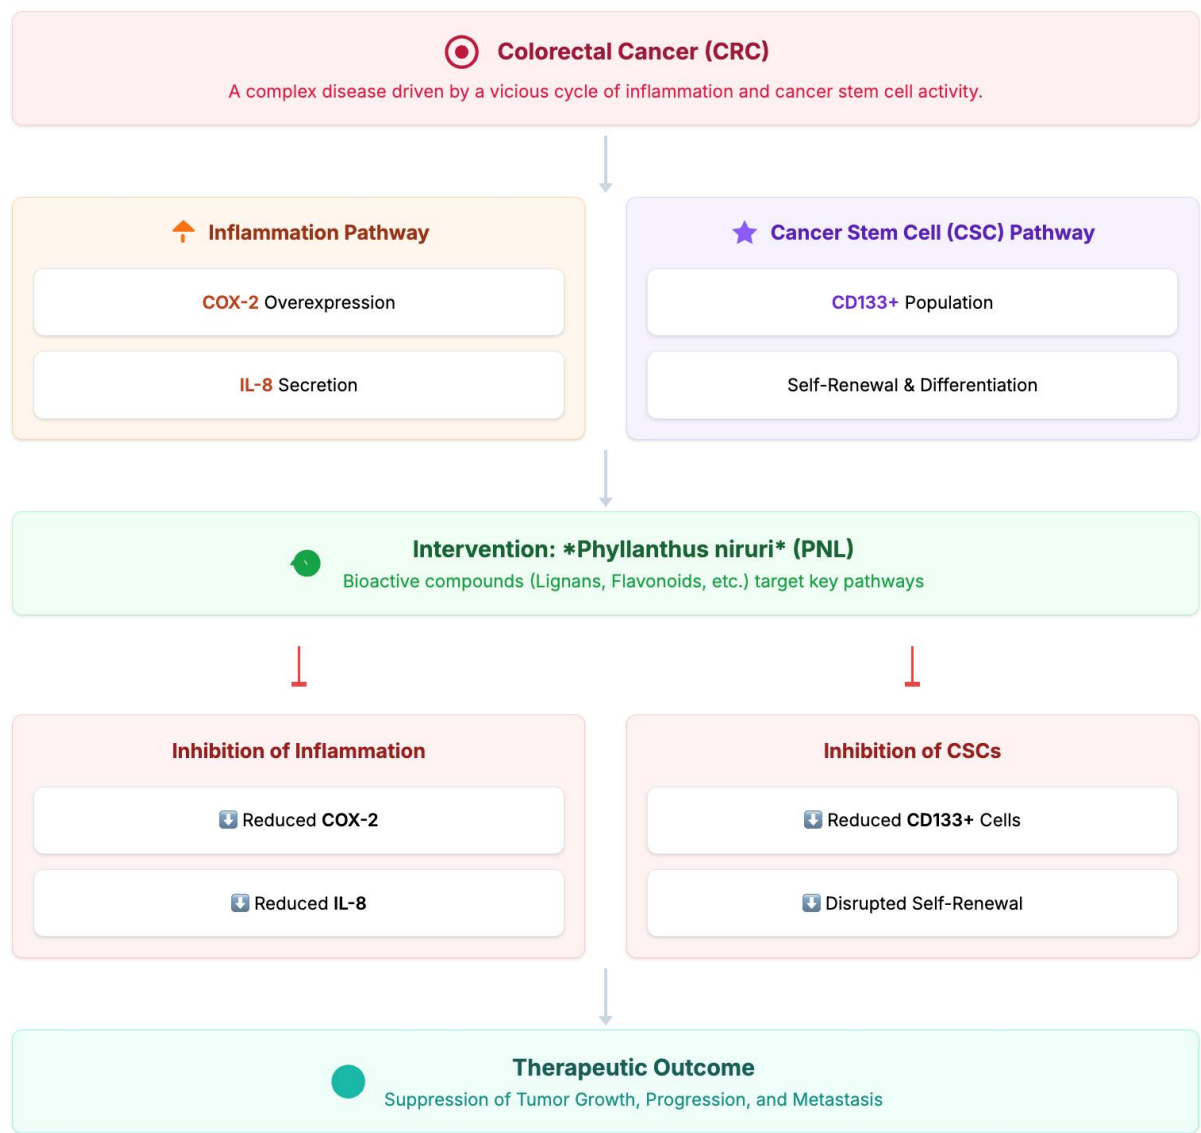 Colorectal Cancer (CRC)
A complex disease driven by a vicious cycle of inflammation and cancer stem cell activity.
Inflammation Pathway
COX-2 Overexpression
IL-8 Secretion
Cancer Stem Cell (CSC) Pathway
CD133+ Population
Self-Renewal & Differentiation
Intervention: *Phyllanthus niruri* (PNL)
Bioactive compounds (Lignans, Flavonoids, etc.) target key pathways
Inhibition of Inflammation
⬇️ Reduced COX-2
⬇️ Reduced IL-8
Inhibition of CSCs
⬇️ Reduced CD133+ Cells
⬇️ Disrupted Self-Renewal
Therapeutic Outcome
Suppression of Tumor Growth, Progression, and Metastasis